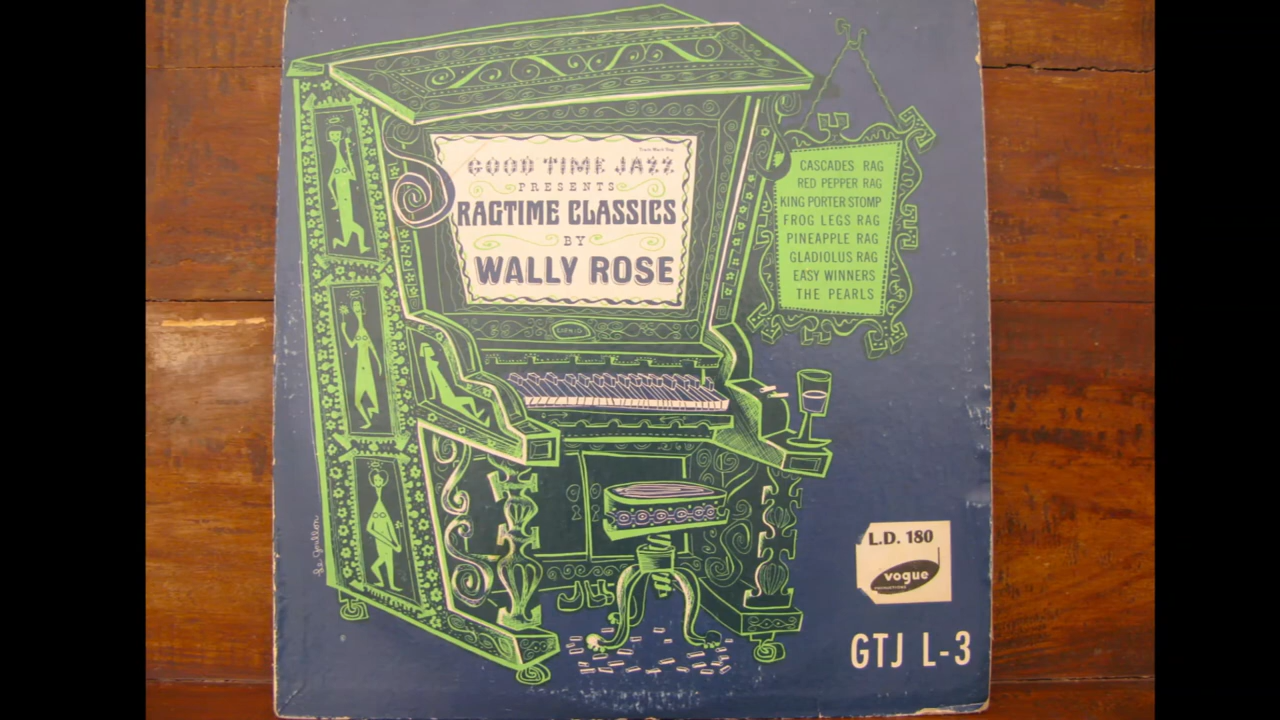 GOOD TIME JAZZ
PRESENTS
RAGTIME CLASSICS
BY
WALLY ROSE
CASCADES RAG
RED PEPPER RAG
KING PORTER STOMP
FROG LEGS RAG
PINEAPPLE RAG
GLADIOLUS RAG
EASY WINNERS
THE PEARLS
L.D. 180
vogue
GTJ L-3